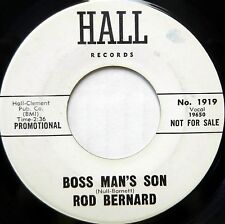 HALL
RECORDS
Hall-Clement
Pub. Co.
(BMI)
Time-2:36
PROMOTIONAL
No. 1919
Vocal
19650
NOT FOR SALE
BOSS MAN'S SON
(Null-Barnett)
ROD BERNARD